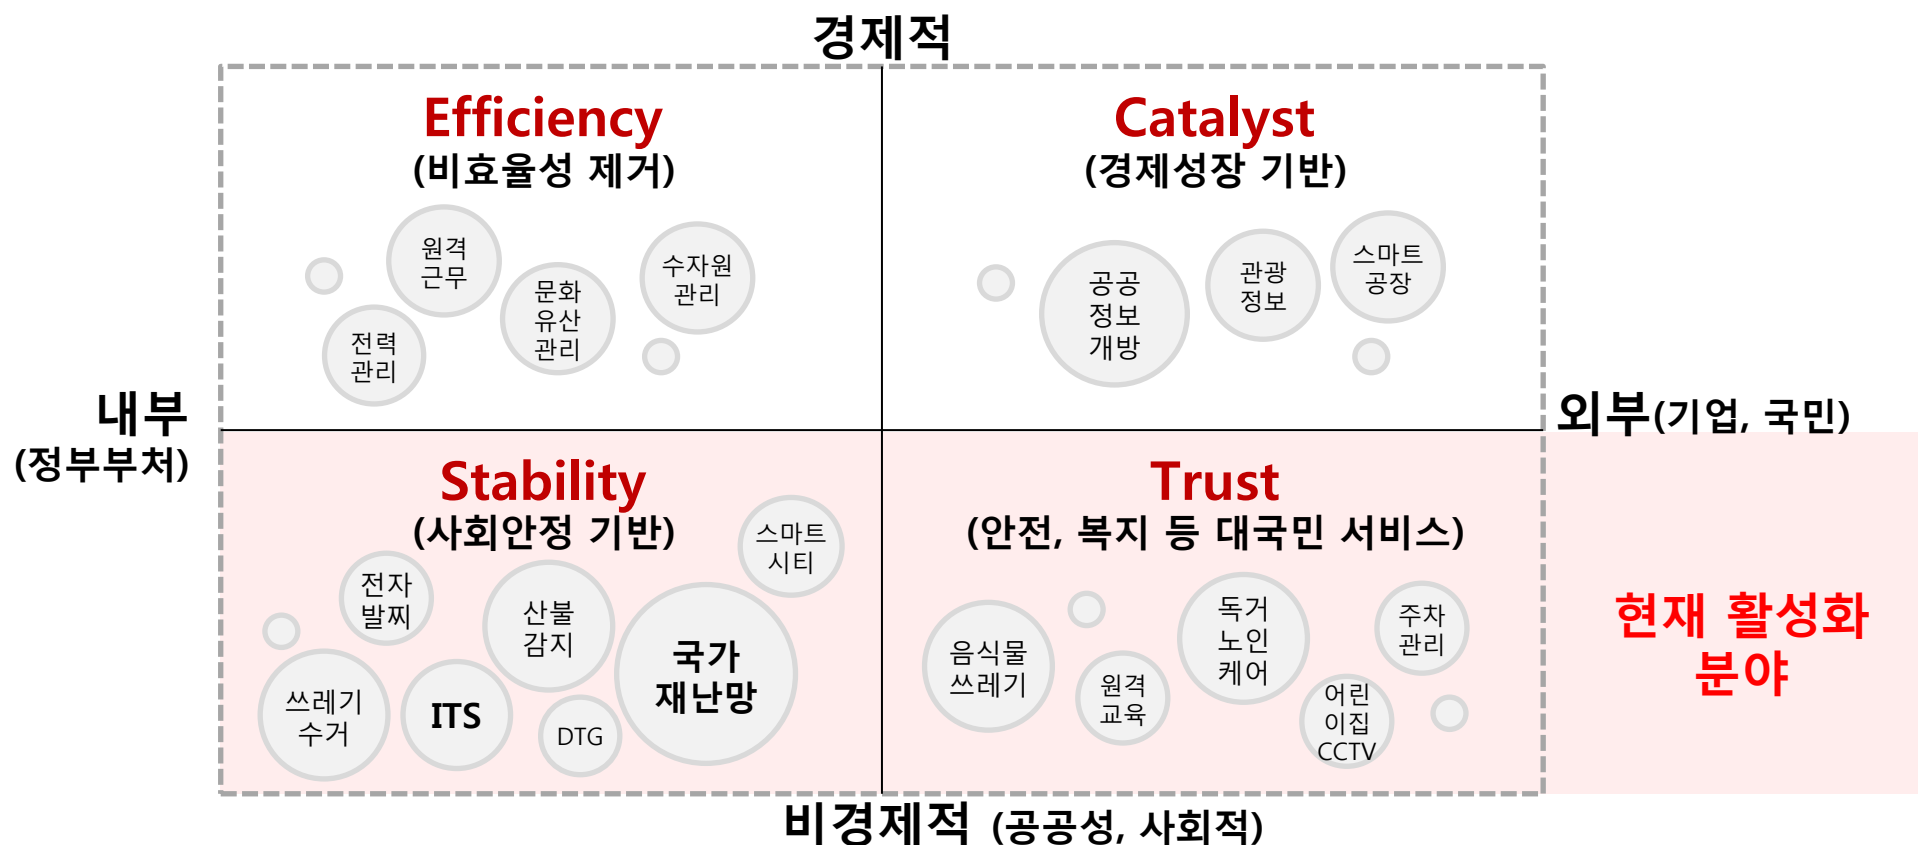 경제적
Efficiency
(비효율성 제거)
원격
근무
전력
관리
문화
유산
관리
수자원
관리
Catalyst
(경제성장 기반)
공공
정보
개방
관광
정보
스마트
공장
내부
(정부부처)
외부(기업, 국민)
Stability
(사회안정 기반)
스마트
시티
전자
발찌
산불
감지
국가
재난망
쓰레기
수거
ITS
DTG
Trust
(안전, 복지 등 대국민 서비스)
음식물
쓰레기
원격
교육
독거
노인
케어
주차
관리
어린
이집
CCTV
현재 활성화
분야
비경제적 (공공성, 사회적)